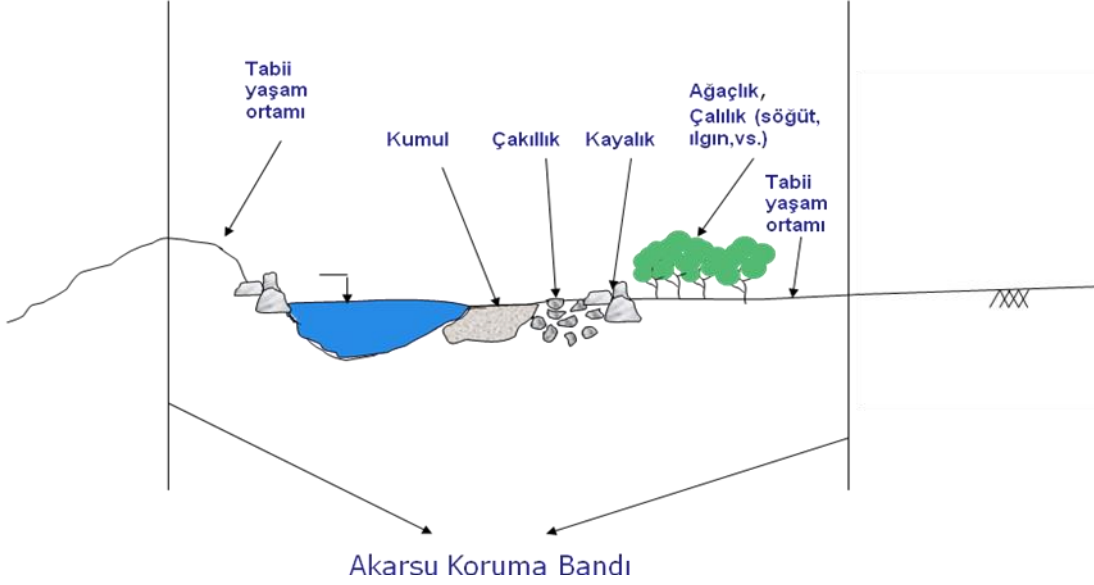 Tabii
yaşam
ortamı
Kumul
Çakıllık
Kayalık
Ağaçlık,
Çalılık (söğüt,
ılgın,vs.)
Tabii
yaşam
ortamı
Akarsu Koruma Bandı